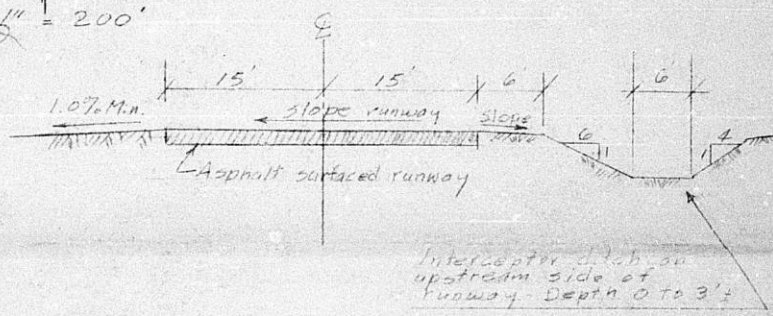 1" = 200'
℄
15' 15' 6' 6'
1.0% Min. slope runway Slope
6 1 1 4
Asphalt surfaced runway
Interceptor ditch on
upstream side of
runway - Depth 0 to 3'±